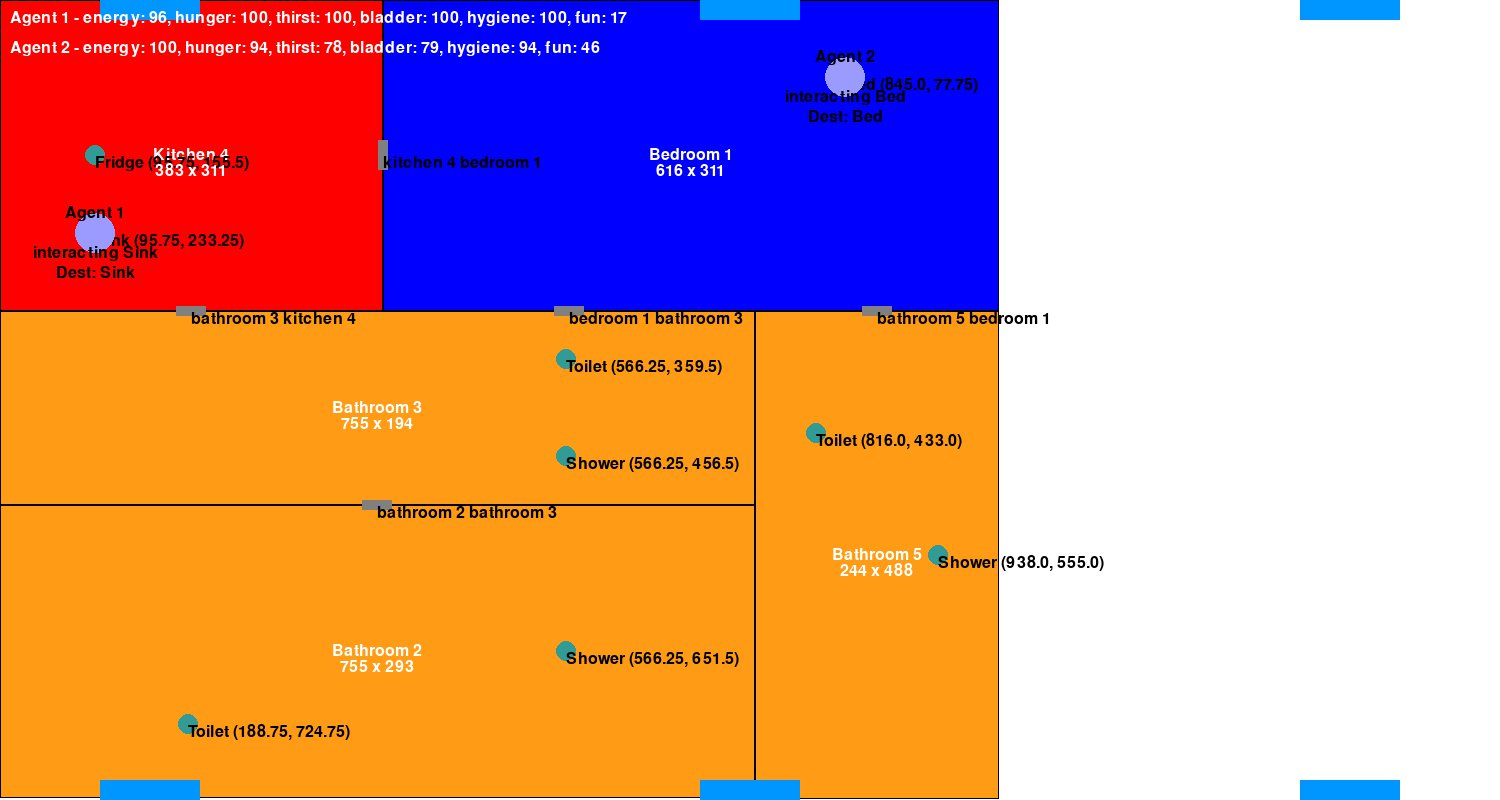 Agent 1 - energy: 96, hunger: 100, thirst: 100, bladder: 100, hygiene: 100, fun: 17
Agent 2 - energy: 100, hunger: 94, thirst: 78, bladder: 79, hygiene: 94, fun: 46
Agent 2
(845.0, 77.75)
interacting Bed
Dest: Bed
Kitchen 4
383 x 311
Fridge (95.75, 155.5)
kitchen 4 bedroom 1
Bedroom 1
616 x 311
Agent 1
(95.75, 233.25)
interacting Sink
Dest: Sink
bathroom 3 kitchen 4
bedroom 1 bathroom 3
bathroom 5 bedroom 1
Toilet (566.25, 359.5)
Bathroom 3
755 x 194
Toilet (816.0, 433.0)
Shower (566.25, 456.5)
bathroom 2 bathroom 3
Bathroom 5
244 x 488
Shower (938.0, 555.0)
Bathroom 2
755 x 293
Shower (566.25, 651.5)
Toilet (188.75, 724.75)